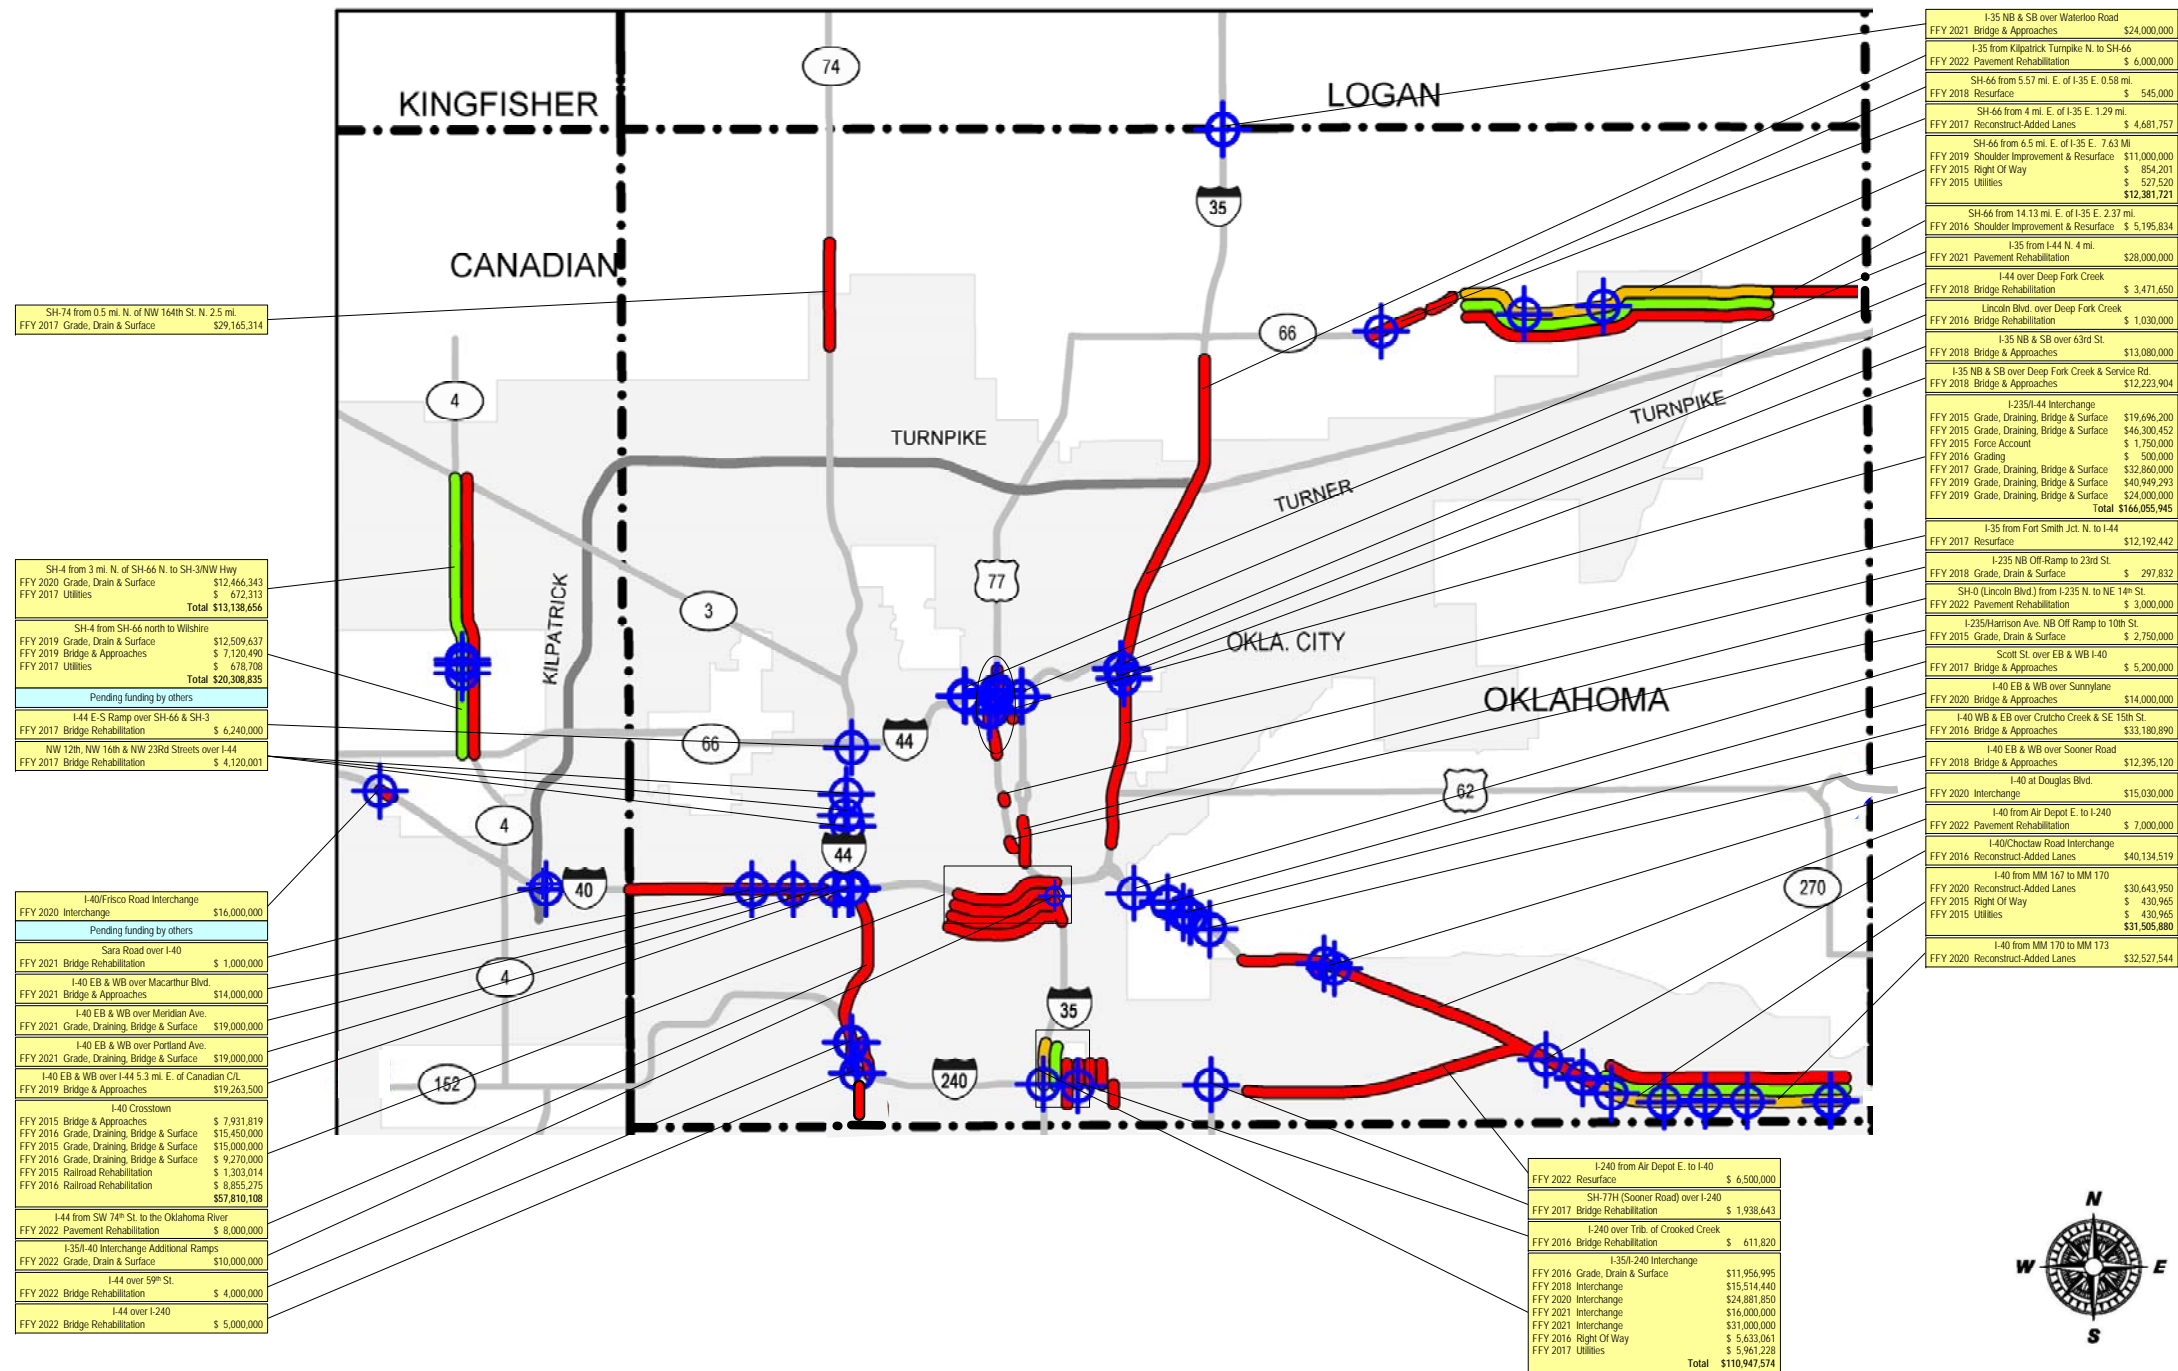 SH-74 from 0.5 mi. N. of NW 164th St. N. 2.5 mi.
FFY 2017 Grade, Drain & Surface $29,165,314
SH-4 from 3 mi. N. of SH-66 N. to SH-3/NW Hwy
FFY 2020 Grade, Drain & Surface $12,466,343
FFY 2017 Utilities $ 672,313
Total $13,138,656
SH-4 from SH-66 north to Wilshire
FFY 2019 Grade, Drain & Surface $12,509,637
FFY 2019 Bridge & Approaches $ 7,120,490
FFY 2017 Utilities $ 678,708
Total $20,308,835
Pending funding by others
I-44 E-S Ramp over SH-66 & SH-3
FFY 2017 Bridge Rehabilitation $ 6,240,000
NW 12th, NW 16th & NW 23Rd Streets over I-44
FFY 2017 Bridge Rehabilitation $ 4,120,001
I-40/Frisco Road Interchange
FFY 2020 Interchange $16,000,000
Pending funding by others
Sara Road over I-40
FFY 2021 Bridge Rehabilitation $ 1,000,000
I-40 EB & WB over Macarthur Blvd.
FFY 2021 Bridge & Approaches $14,000,000
I-40 EB & WB over Meridian Ave.
FFY 2021 Grade, Draining, Bridge & Surface $19,000,000
I-40 EB & WB over Portland Ave.
FFY 2021 Grade, Draining, Bridge & Surface $19,000,000
I-40 EB & WB over I-44 5.3 mi. E. of Canadian C/L
FFY 2019 Bridge & Approaches $19,263,500
I-40 Crosstown
FFY 2015 Bridge & Approaches $ 7,931,819
FFY 2016 Grade, Draining, Bridge & Surface $15,450,000
FFY 2015 Grade, Draining, Bridge & Surface $15,000,000
FFY 2016 Grade, Draining, Bridge & Surface $ 9,270,000
FFY 2015 Railroad Rehabilitation $ 1,303,014
FFY 2016 Railroad Rehabilitation $ 8,855,275
$57,810,108
I-44 from SW 74th St. to the Oklahoma River
FFY 2022 Pavement Rehabilitation $ 8,000,000
I-35/I-40 Interchange Additional Ramps
FFY 2022 Grade, Drain & Surface $10,000,000
I-44 over 59th St.
FFY 2022 Bridge Rehabilitation $ 4,000,000
I-44 over I-240
FFY 2022 Bridge Rehabilitation $ 5,000,000
74
KINGFISHER
LOGAN
35
CANADIAN
66
4
TURNPIKE
TURNPIKE
TURNER
77
KILPATRICK
3
OKLA. CITY
OKLAHOMA
66
44
62
4
44
40
270
4
35
152
240
I-35 NB & SB over Waterloo Road
FFY 2021 Bridge & Approaches $24,000,000
I-35 from Kilpatrick Turnpike N. to SH-66
FFY 2022 Pavement Rehabilitation $ 6,000,000
SH-66 from 5.57 mi. E. of I-35 E. 0.58 mi.
FFY 2018 Resurface $ 545,000
SH-66 from 4 mi. E. of I-35 E. 1.29 mi.
FFY 2017 Reconstruct-Added Lanes $ 4,681,757
SH-66 from 6.5 mi. E. of I-35 E. 7.63 Mi
FFY 2019 Shoulder Improvement & Resurface $11,000,000
FFY 2015 Right Of Way $ 854,201
FFY 2015 Utilities $ 527,520
$12,381,721
SH-66 from 14.13 mi. E. of I-35 E. 2.37 mi.
FFY 2016 Shoulder Improvement & Resurface $ 5,195,834
I-35 from I-44 N. 4 mi.
FFY 2021 Pavement Rehabilitation $28,000,000
I-44 over Deep Fork Creek
FFY 2018 Bridge Rehabilitation $ 3,471,650
Lincoln Blvd. over Deep Fork Creek
FFY 2016 Bridge Rehabilitation $ 1,030,000
I-35 NB & SB over 63rd St.
FFY 2018 Bridge & Approaches $13,080,000
I-35 NB & SB over Deep Fork Creek & Service Rd.
FFY 2018 Bridge & Approaches $12,223,904
I-235/I-44 Interchange
FFY 2015 Grade, Draining, Bridge & Surface $19,696,200
FFY 2015 Grade, Draining, Bridge & Surface $46,300,452
FFY 2015 Force Account $ 1,750,000
FFY 2016 Grading $ 500,000
FFY 2017 Grade, Draining, Bridge & Surface $32,860,000
FFY 2019 Grade, Draining, Bridge & Surface $40,949,293
FFY 2019 Grade, Draining, Bridge & Surface $24,000,000
Total $166,055,945
I-35 from Fort Smith Jct. N. to I-44
FFY 2017 Resurface $12,192,442
I-235 NB Off-Ramp to 23rd St.
FFY 2018 Grade, Drain & Surface $ 297,832
SH-0 (Lincoln Blvd.) from I-235 N. to NE 14th St.
FFY 2022 Pavement Rehabilitation $ 3,000,000
I-235/Harrison Ave. NB Off Ramp to 10th St.
FFY 2015 Grade, Drain & Surface $ 2,750,000
Scott St. over EB & WB I-40
FFY 2017 Bridge & Approaches $ 5,200,000
I-40 EB & WB over Sunnylane
FFY 2020 Bridge & Approaches $14,000,000
I-40 WB & EB over Crutcho Creek & SE 15th St.
FFY 2016 Bridge & Approaches $33,180,890
I-40 EB & WB over Sooner Road
FFY 2018 Bridge & Approaches $12,395,120
I-40 at Douglas Blvd.
FFY 2020 Interchange $15,030,000
I-40 from Air Depot E. to I-240
FFY 2022 Pavement Rehabilitation $ 7,000,000
I-40/Choctaw Road Interchange
FFY 2016 Reconstruct-Added Lanes $40,134,519
I-40 from MM 167 to MM 170
FFY 2020 Reconstruct-Added Lanes $30,643,950
FFY 2015 Right Of Way $ 430,965
FFY 2015 Utilities $ 430,965
$31,505,880
I-40 from MM 170 to MM 173
FFY 2020 Reconstruct-Added Lanes $32,527,544
I-240 from Air Depot E. to I-40
FFY 2022 Resurface $ 6,500,000
SH-77H (Sooner Road) over I-240
FFY 2017 Bridge Rehabilitation $ 1,938,643
I-240 over Trib. of Crooked Creek
FFY 2016 Bridge Rehabilitation $ 611,820
I-35/I-240 Interchange
FFY 2016 Grade, Drain & Surface $11,956,995
FFY 2018 Interchange $15,514,440
FFY 2020 Interchange $24,881,850
FFY 2021 Interchange $16,000,000
FFY 2021 Interchange $31,000,000
FFY 2016 Right Of Way $ 5,633,061
FFY 2017 Utilities $ 5,961,228
Total $110,947,574
N
W E
S